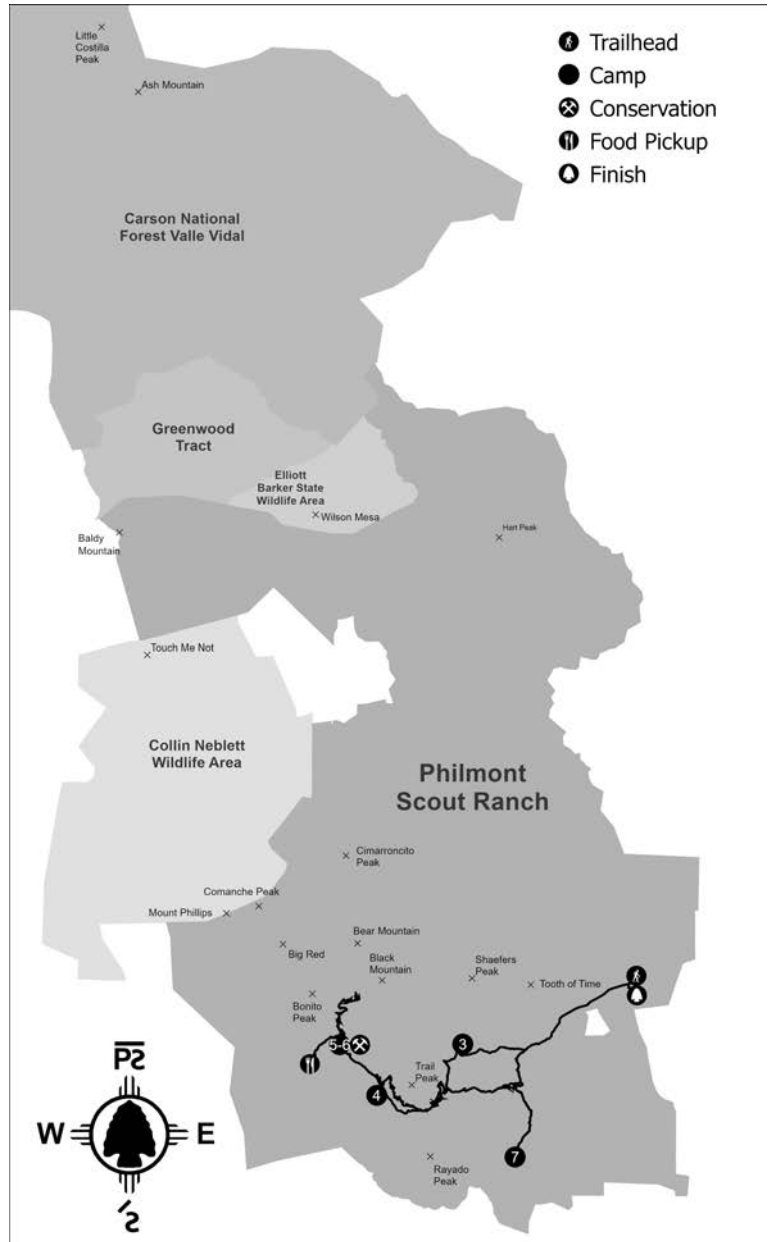 Little
Costilla
Peak
Ash Mountain
Trailhead
Camp
Conservation
Food Pickup
Finish
Carson National
Forest Valle Vidal
Greenwood
Tract
Elliott
Barker State
Wildlife Area
Wilson Mesa
Hart Peak
Baldy
Mountain
Touch Me Not
Collin Neblett
Wildlife Area
Philmont
Scout Ranch
Cimarroncito
Peak
Comanche Peak
Mount Phillips
Bear Mountain
Big Red
Black
Mountain
Shaefers
Peak
Tooth of Time
Bonito
Peak
5-6
3
Trail
Peak
4
W
E
7
Rayado
Peak